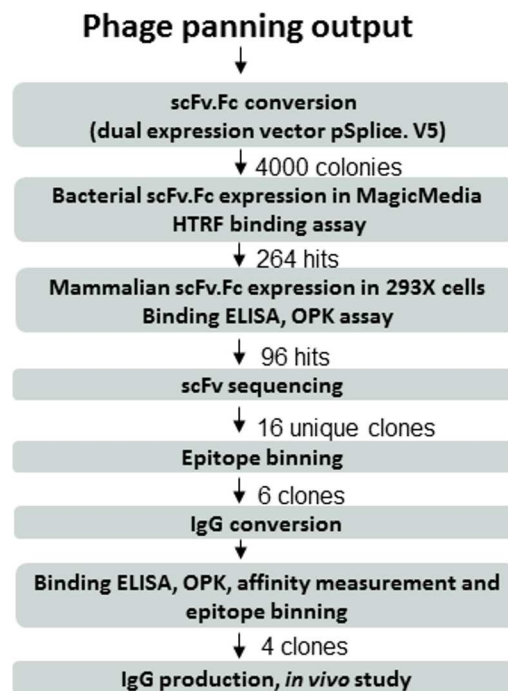 Phage panning output
scFv.Fc conversion
(dual expression vector pSplice. V5)
4000 colonies
Bacterial scFv.Fc expression in MagicMedia
HTRF binding assay
264 hits
Mammalian scFv.Fc expression in 293X cells
Binding ELISA, OPK assay
96 hits
scFv sequencing
16 unique clones
Epitope binning
6 clones
IgG conversion
Binding ELISA, OPK, affinity measurement and
epitope binning
4 clones
IgG production, in vivo study